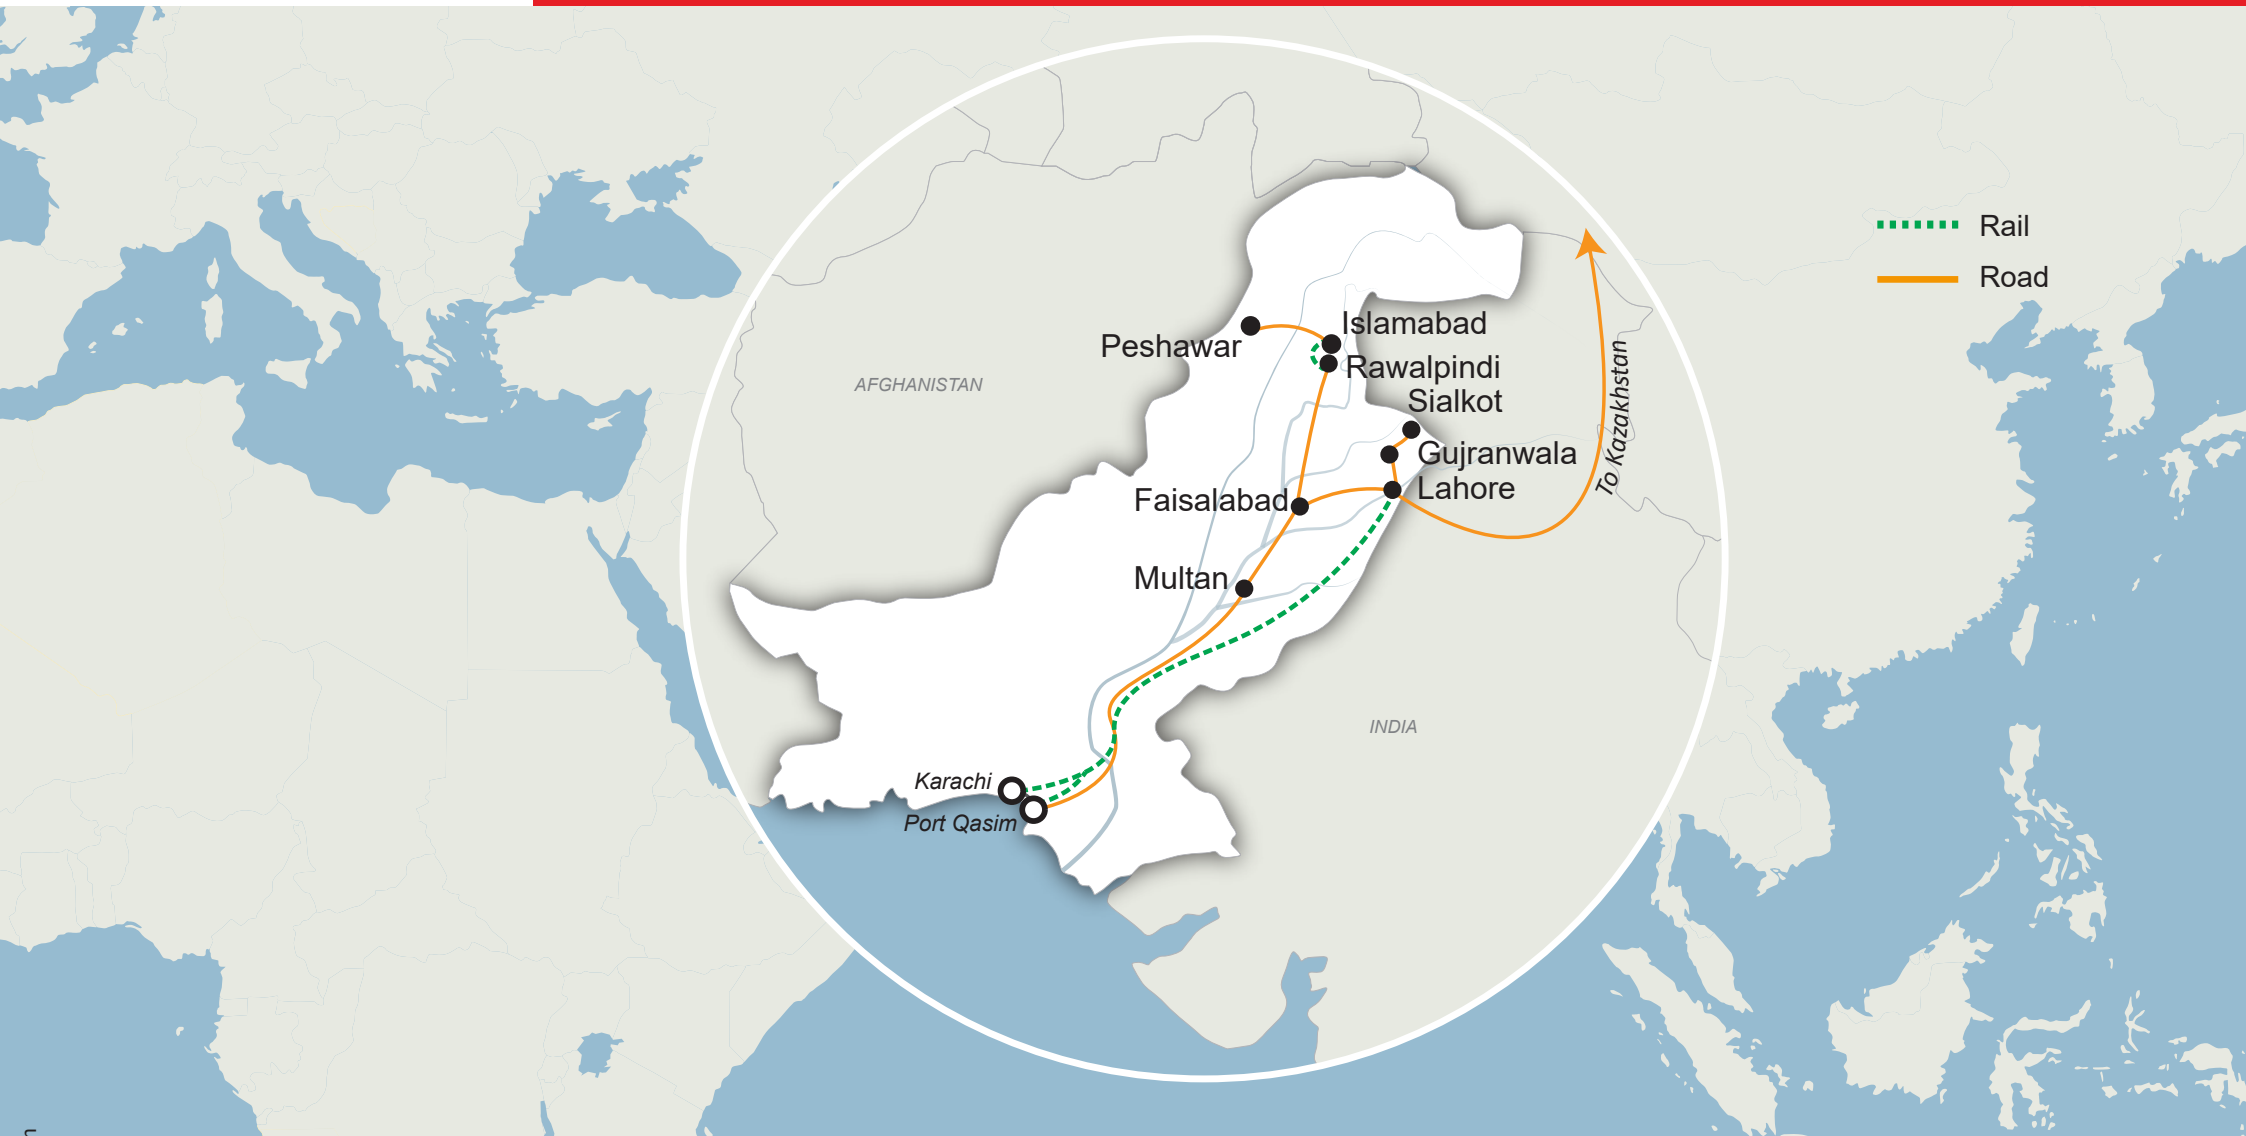 Rail
Road
Islamabad
Peshawar
Rawalpindi
AFGHANISTAN
Sialkot
To Kazakhstan
Gujranwala
Lahore
Faisalabad
Multan
INDIA
Karachi
Port Qasim